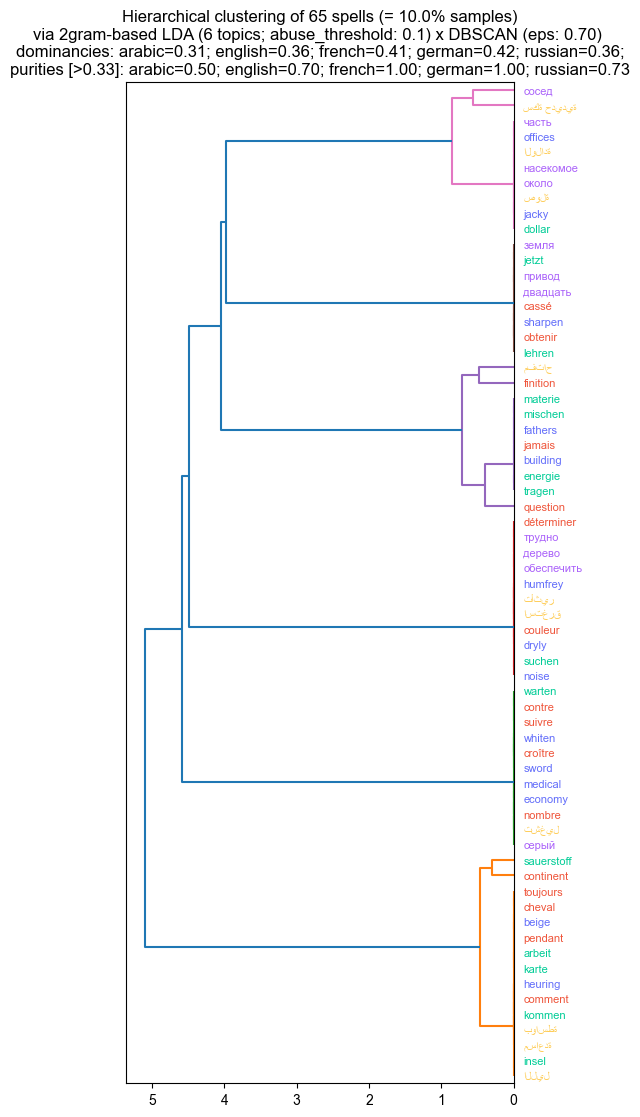 Hierarchical clustering of 65 spells (= 10.0% samples)
via 2gram-based LDA (6 topics; abuse_threshold: 0.1) x DBSCAN (eps: 0.70)
dominancies: arabic=0.31; english=0.36; french=0.41; german=0.42; russian=0.36;
purities [>0.33]: arabic=0.50; english=0.70; french=1.00; german=1.00; russian=0.73
сосед
سكة حديدية
часть
offices
الولادة
насекомое
около
jacky
dollar
земля
jetzt
привод
двадцать
cassé
sharpen
obtenir
lehren
مفتاح
finition
materie
mischen
fathers
jamais
building
energie
tragen
question
déterminer
трудно
дерево
обеспечить
humfrey
تأثير
استغرق
couleur
dryly
suchen
noise
warten
contre
suivre
whiten
croître
sword
medical
economy
nombre
تشغيل
серый
sauerstoff
continent
toujours
cheval
beige
pendant
arbeit
karte
heuring
comment
kommen
بواسطة
مساعدة
insel
الليل
5 4 3 2 1 0